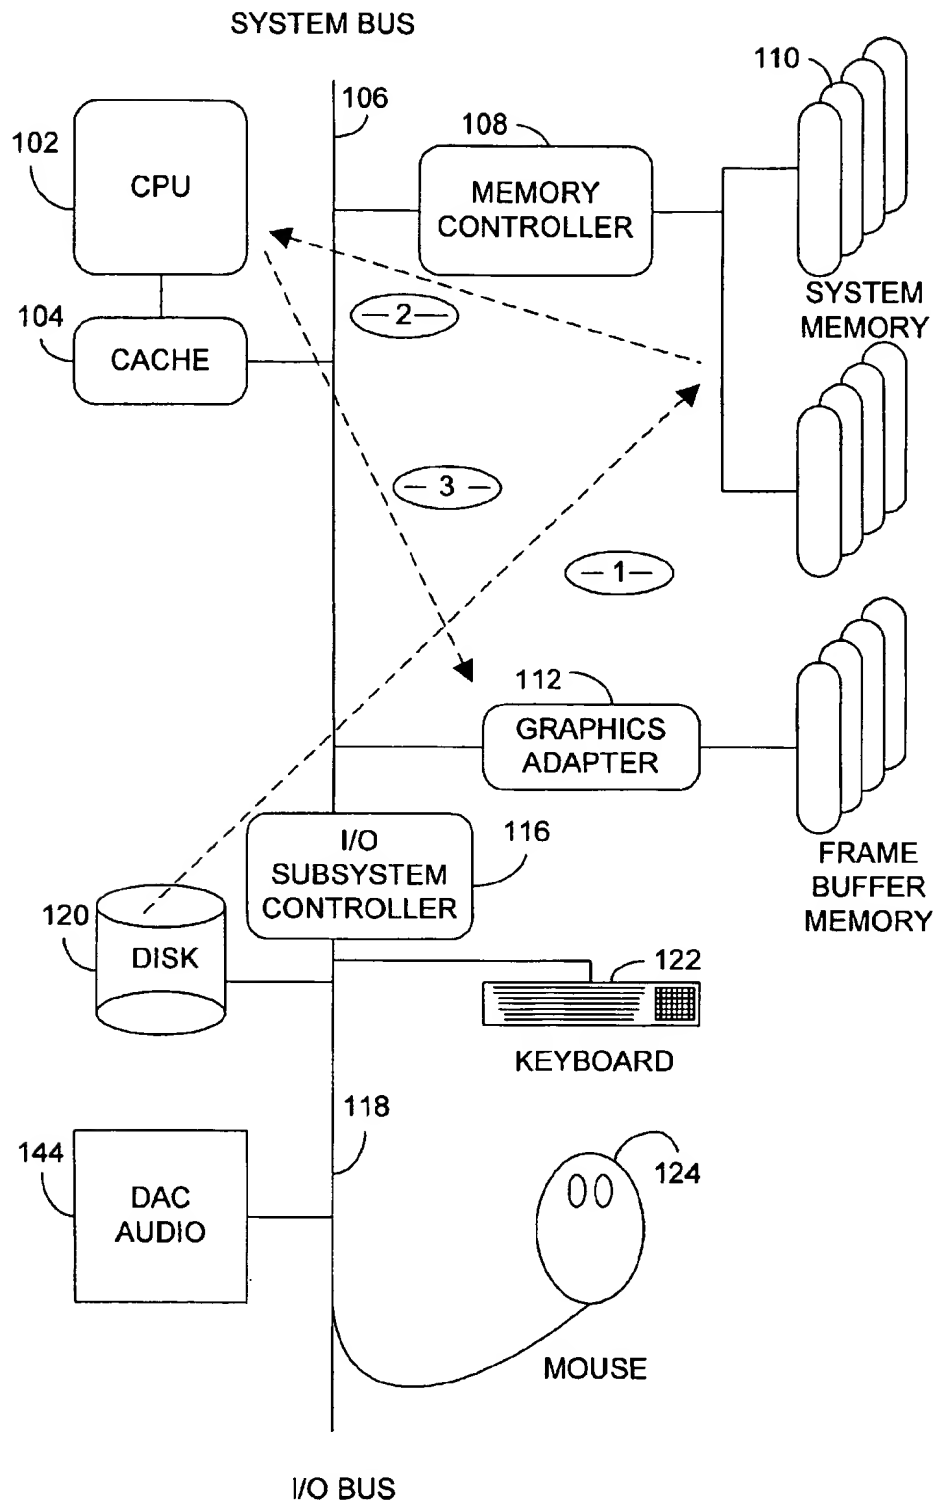 SYSTEM BUS
106
110
102
CPU
108
MEMORY
CONTROLLER
SYSTEM
MEMORY
104
CACHE
2
3
1
112
GRAPHICS
ADAPTER
I/O
SUBSYSTEM
CONTROLLER
116
FRAME
BUFFER
MEMORY
120
DISK
122
KEYBOARD
118
144
DAC
AUDIO
124
MOUSE
I/O BUS